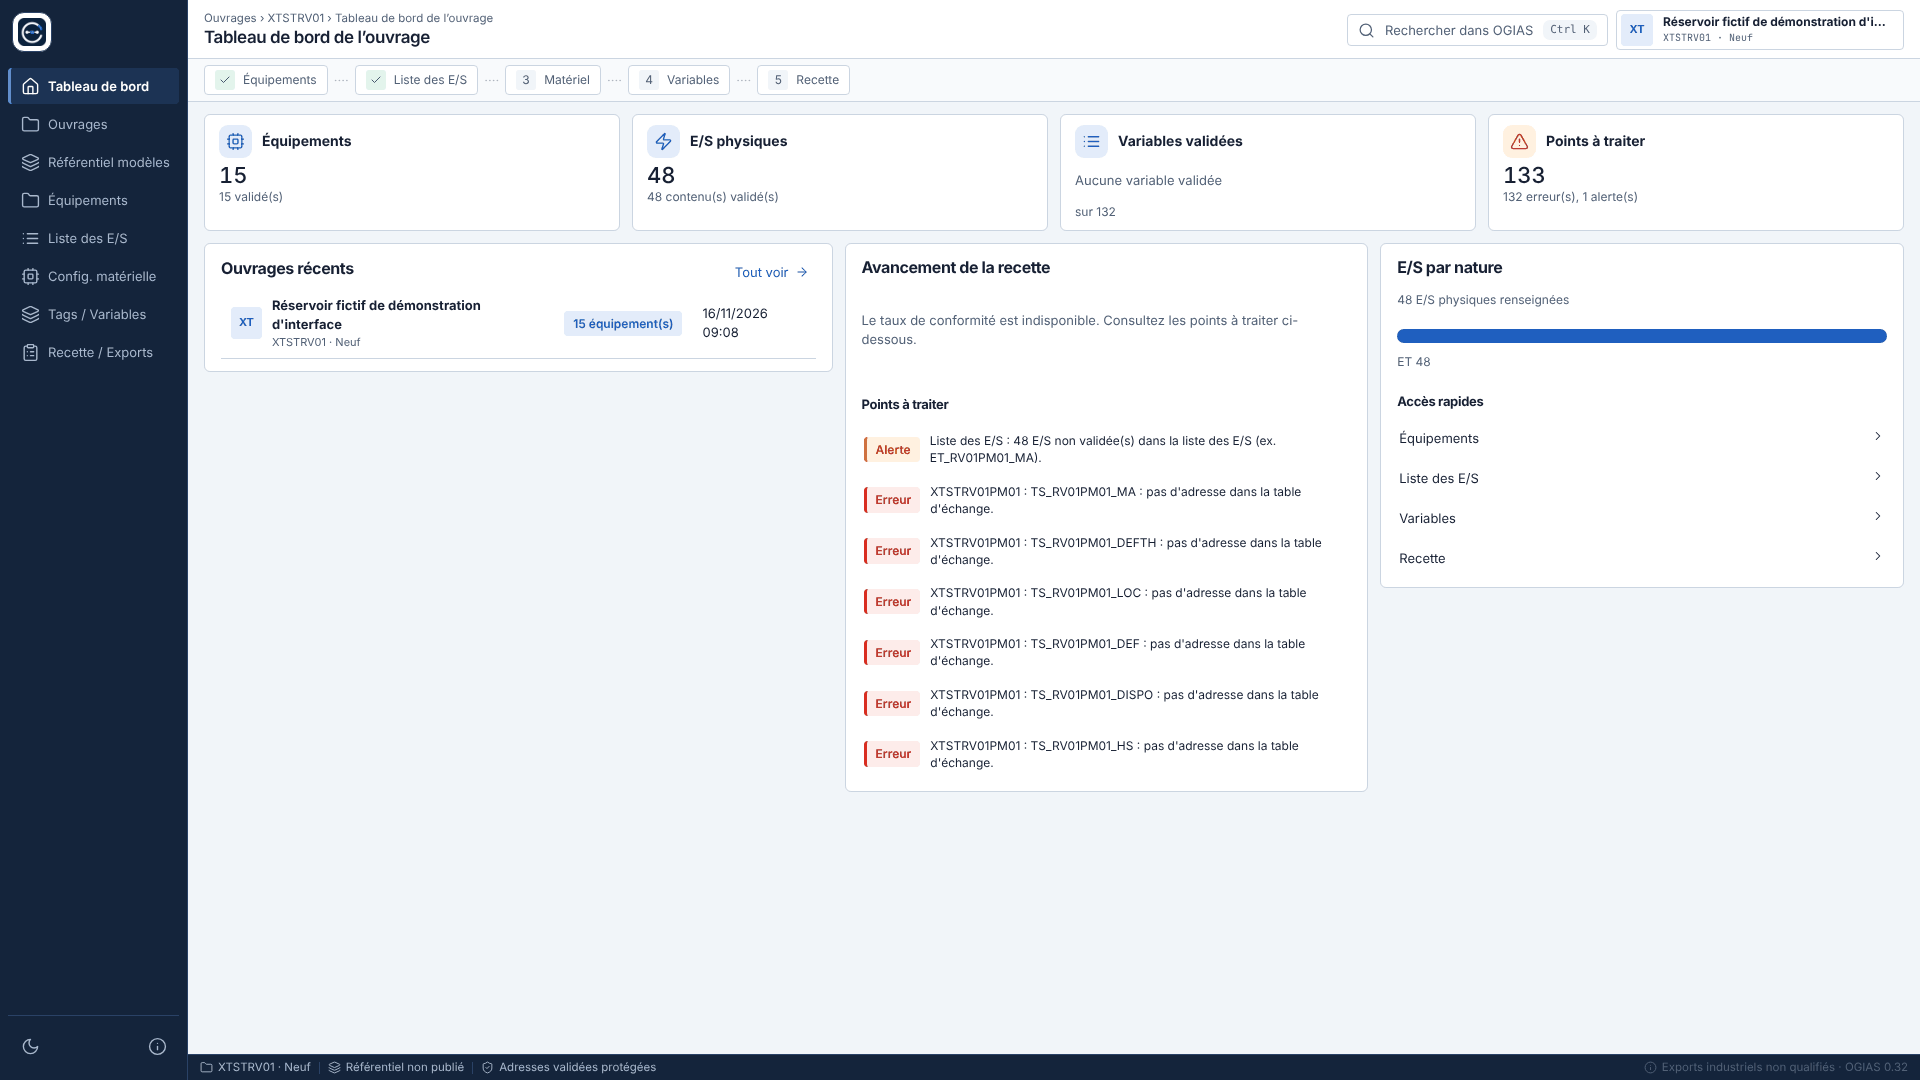 Ouvrages › XTSTRV01 › Tableau de bord de l’ouvrage
Tableau de bord de l’ouvrage
Rechercher dans OGIAS Ctrl K
XT Réservoir fictif de démonstration d'i...
XTSTRV01 · Neuf
Tableau de bord
Ouvrages
Référentiel modèles
Équipements
Liste des E/S
Config. matérielle
Tags / Variables
Recette / Exports
Équipements
Liste des E/S
3 Matériel
4 Variables
5 Recette
Équipements
15
15 validé(s)
E/S physiques
48
48 contenu(s) validé(s)
Variables validées
Aucune variable validée
sur 132
Points à traiter
133
132 erreur(s), 1 alerte(s)
Ouvrages récents
Tout voir
XT
Réservoir fictif de démonstration
d'interface
XTSTRV01 · Neuf
15 équipement(s)
16/11/2026
09:08
Avancement de la recette
Le taux de conformité est indisponible. Consultez les points à traiter ci-
dessous.
Points à traiter
Alerte
Liste des E/S : 48 E/S non validée(s) dans la liste des E/S (ex.
ET_RV01PM01_MA).
Erreur
XTSTRV01PM01 : TS_RV01PM01_MA : pas d'adresse dans la table
d'échange.
Erreur
XTSTRV01PM01 : TS_RV01PM01_DEFTH : pas d'adresse dans la table
d'échange.
Erreur
XTSTRV01PM01 : TS_RV01PM01_LOC : pas d'adresse dans la table
d'échange.
Erreur
XTSTRV01PM01 : TS_RV01PM01_DEF : pas d'adresse dans la table
d'échange.
Erreur
XTSTRV01PM01 : TS_RV01PM01_DISPO : pas d'adresse dans la table
d'échange.
Erreur
XTSTRV01PM01 : TS_RV01PM01_HS : pas d'adresse dans la table
d'échange.
E/S par nature
48 E/S physiques renseignées
ET 48
Accès rapides
Équipements
Liste des E/S
Variables
Recette
XTSTRV01 · Neuf
Référentiel non publié
Adresses validées protégées
Exports industriels non qualifiés · OGIAS 0.32